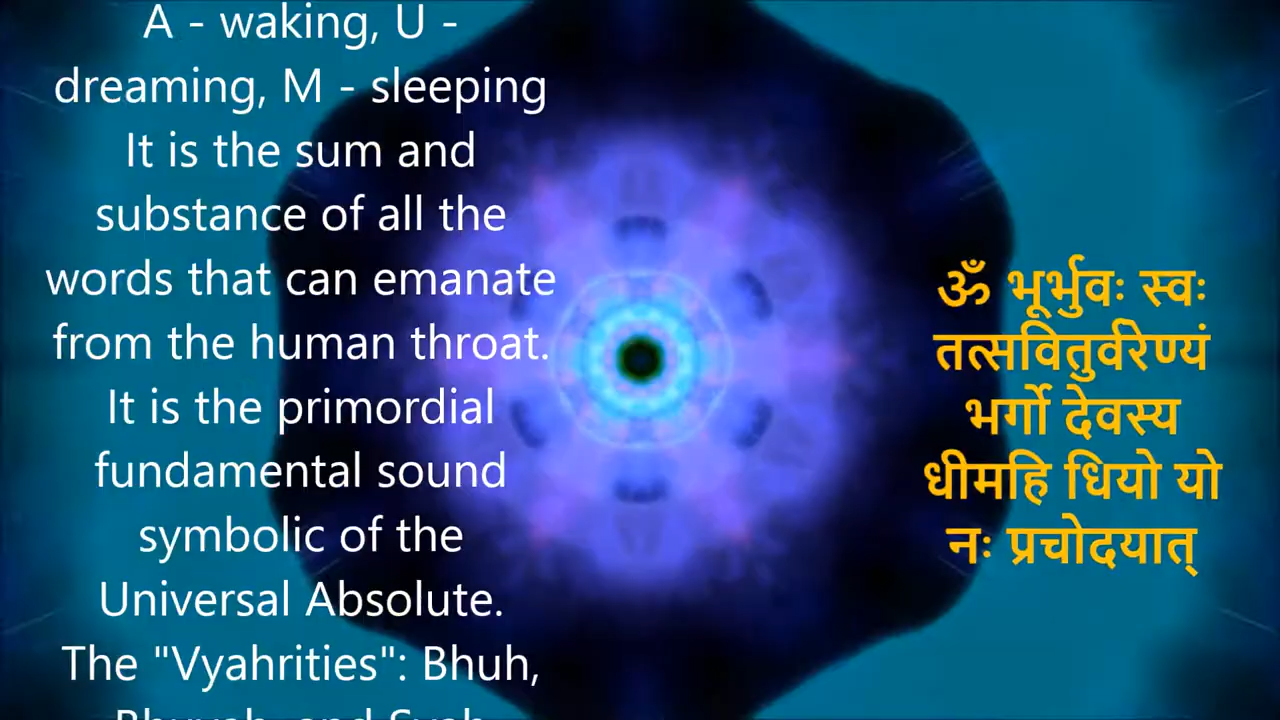 A - waking, U -
dreaming, M - sleeping
It is the sum and
substance of all the
words that can emanate
from the human throat.
It is the primordial
fundamental sound
symbolic of the
Universal Absolute.
The "Vyahrities": Bhuh,
ॐ भूर्भुवः स्वः
तत्सवितुर्वरेण्यं
भर्गो देवस्य
धीमहि धियो यो
नः प्रचोदयात्